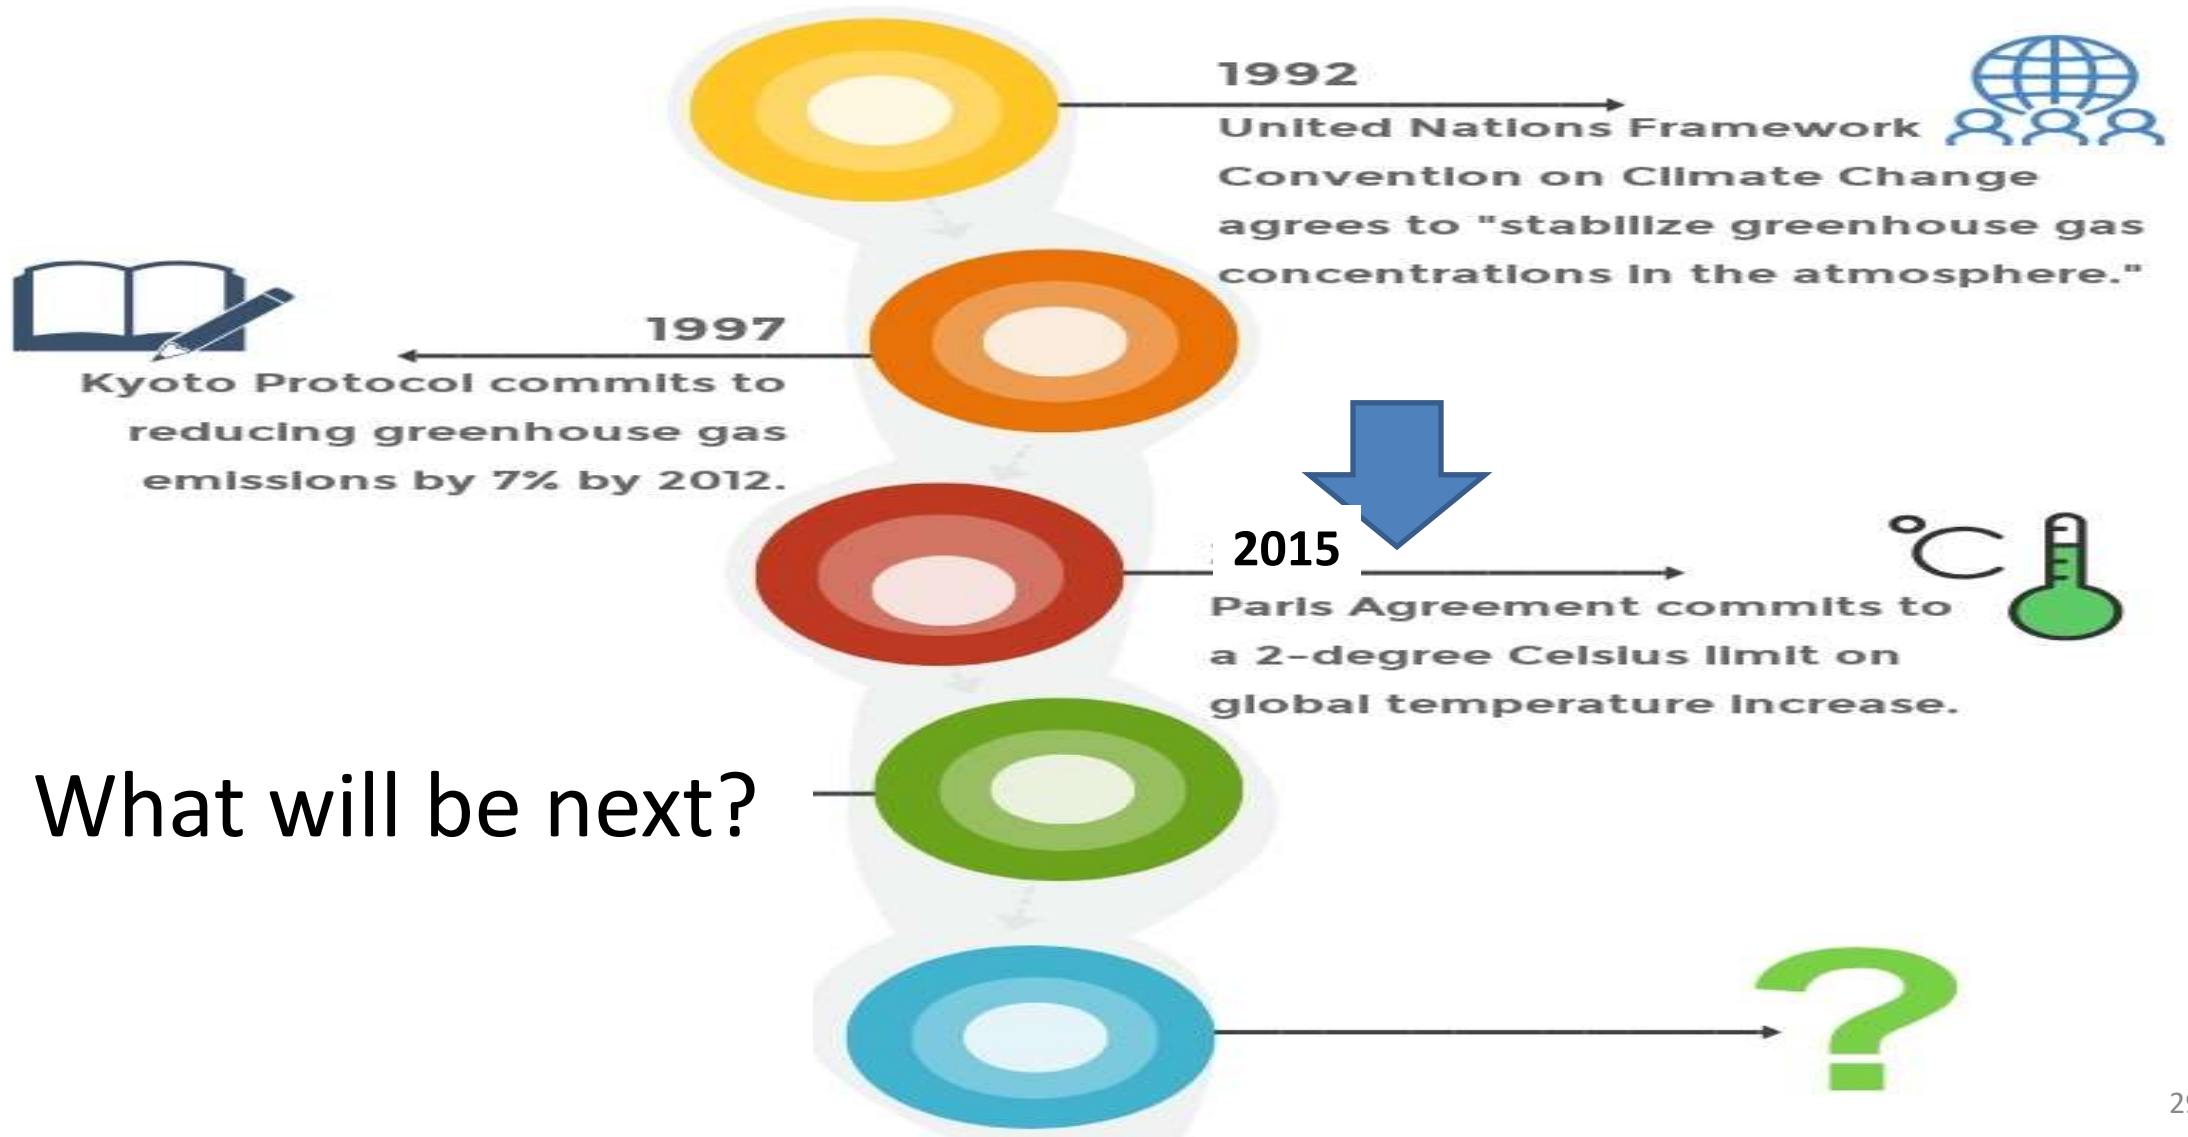 1992
United Nations Framework
Convention on Climate Change
agrees to "stabilize greenhouse gas
concentrations in the atmosphere."
1997
Kyoto Protocol commits to
reducing greenhouse gas
emissions by 7% by 2012.
2015
°C
Paris Agreement commits to
a 2-degree Celsius limit on
global temperature increase.
What will be next?
?